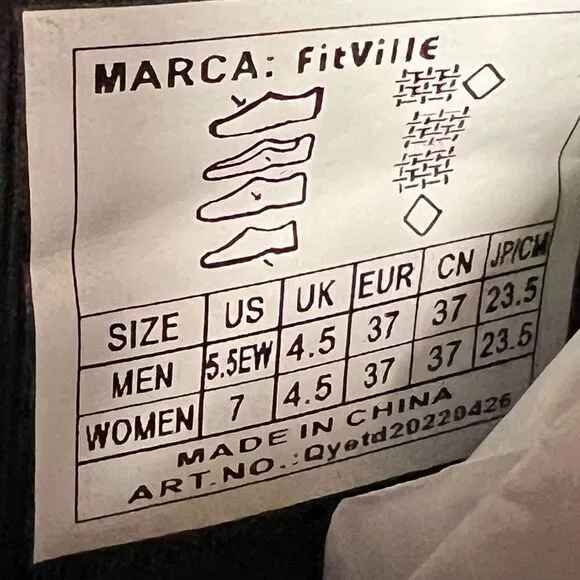 MARCA: FitVille
SIZE US UK EUR CN JP/CM
MEN 5.5EW 4.5 37 37 23.5
WOMEN 7 4.5 37 37 23.5
MADE IN CHINA
ART.NO.:Qyetd20220426